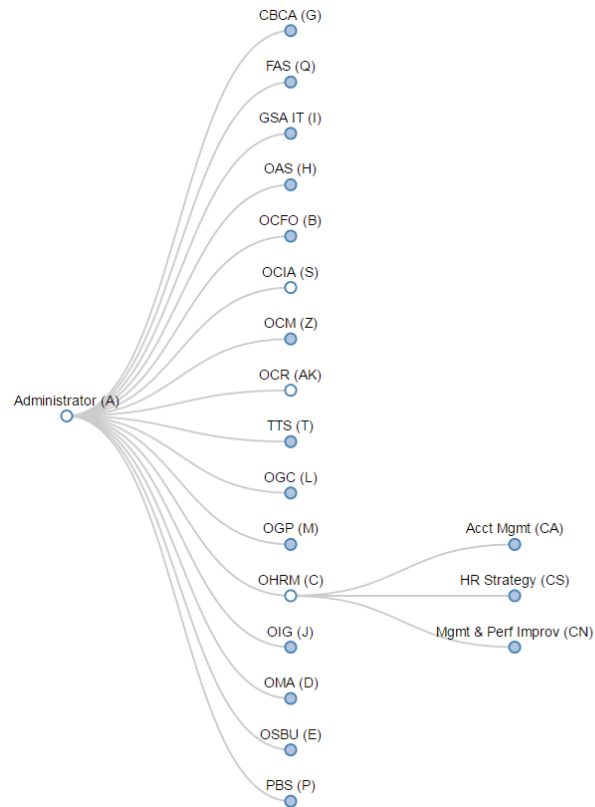 CBCA (G)
FAS (Q)
GSA IT (I)
OAS (H)
OCFO (B)
OCIA (S)
OCM (Z)
OCR (AK)
Administrator (A)
TTS (T)
OGC (L)
OGP (M)
Acct Mgmt (CA)
OHRM (C)
HR Strategy (CS)
OIG (J)
Mgmt & Perf Improv (CN)
OMA (D)
OSBU (E)
PBS (P)